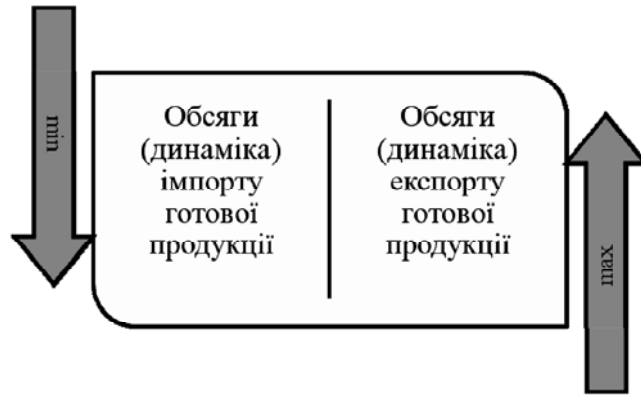 min
Обсяги
(динаміка)
імпорту
готової
продукції
Обсяги
(динаміка)
експорту
готової
продукції
max